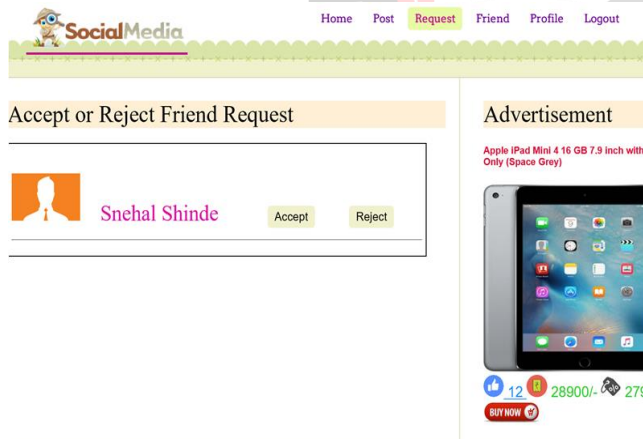 SocialMedia
Home Post Request Friend Profile Logout
Accept or Reject Friend Request
Snehal Shinde Accept Reject
Advertisement
Apple iPad Mini 4 16 GB 7.9 inch with
Only (Space Grey)
12 28900/- 279
BUY NOW